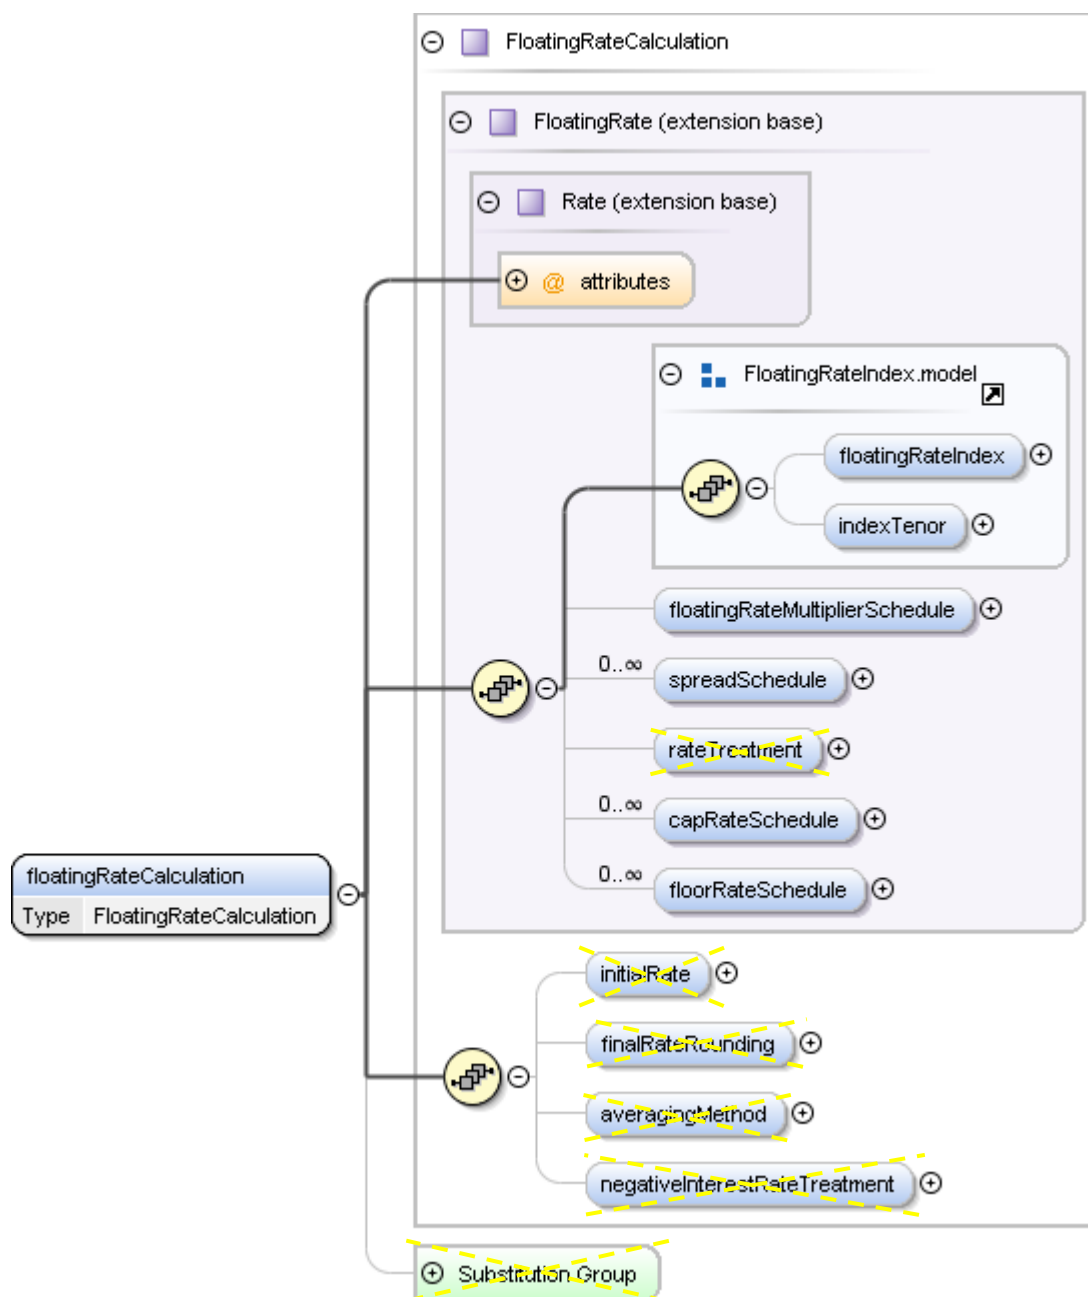 FloatingRateCalculation
FloatingRate (extension base)
Rate (extension base)
@ attributes
FloatingRateIndex.model
floatingRateIndex
indexTenor
floatingRateMultiplierSchedule
0..∞
spreadSchedule
rateTreatment
0..∞
capRateSchedule
0..∞
floorRateSchedule
floatingRateCalculation
Type FloatingRateCalculation
initialRate
finalRateRounding
averagingMethod
negativeInterestRateTreatment
Substitution Group